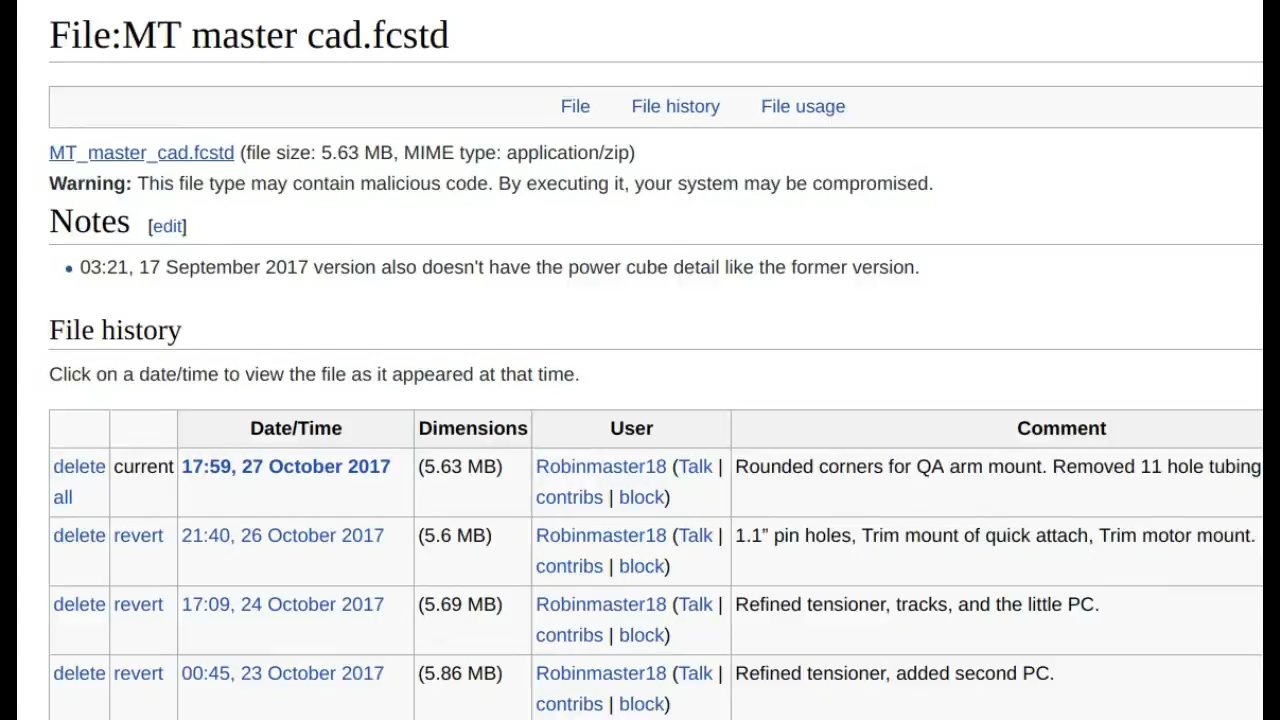 File:MT master cad.fcstd
File File history File usage
MT_master_cad.fcstd (file size: 5.63 MB, MIME type: application/zip)
Warning: This file type may contain malicious code. By executing it, your system may be compromised.
Notes [edit]
• 03:21, 17 September 2017 version also doesn't have the power cube detail like the former version.
File history
Click on a date/time to view the file as it appeared at that time.
Date/Time Dimensions User Comment
delete current 17:59, 27 October 2017 (5.63 MB) Robinmaster18 (Talk | Rounded corners for QA arm mount. Removed 11 hole tubing
all contribs | block)
delete revert 21:40, 26 October 2017 (5.6 MB) Robinmaster18 (Talk | 1.1” pin holes, Trim mount of quick attach, Trim motor mount.
contribs | block)
delete revert 17:09, 24 October 2017 (5.69 MB) Robinmaster18 (Talk | Refined tensioner, tracks, and the little PC.
contribs | block)
delete revert 00:45, 23 October 2017 (5.86 MB) Robinmaster18 (Talk | Refined tensioner, added second PC.
contribs | block)